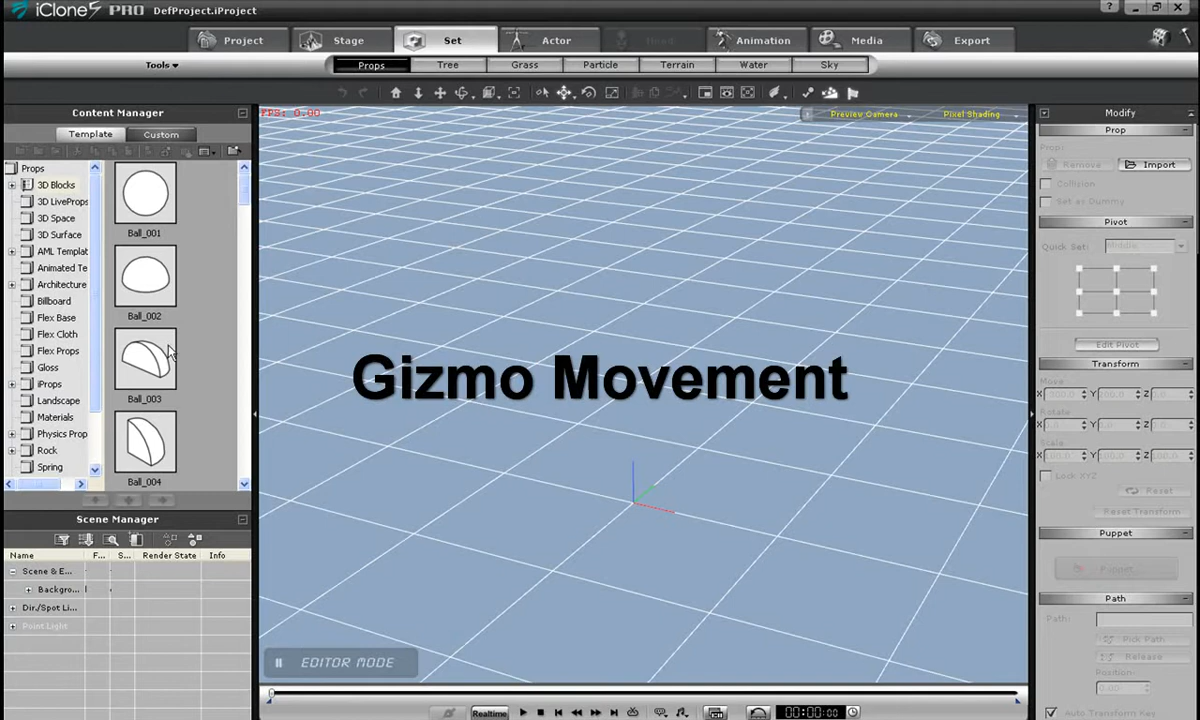 iClone5 PRO DefProject.iProject
Project Stage Set Actor Head Animation Media Export
Tools Props Tree Grass Particle Terrain Water Sky
Content Manager
Template Custom
Props
3D Blocks
3D LiveProps
3D Space
3D Surface
AML Templat
Animated Te
Architecture
Billboard
Flex Base
Flex Cloth
Flex Props
Gloss
iProps
Landscape
Materials
Physics Prop
Rock
Spring
Ball_001
Ball_002
Ball_003
Ball_004
Scene Manager
Name F... S... Render State Info
Scene & E...
Backgro...
Dir./Spot Li...
Point Light
FPS: 0.00
Preview Camera Pixel Shading
Gizmo Movement
EDITOR MODE
Realtime
00:00:00
Modify
Prop
Prop:
Remove Import
Collision
Set as Dummy
Pivot
Quick Set: Middle
Edit Pivot
Transform
Move
X Y Z
Rotate
X Y Z
Scale
X Y Z
Lock XYZ
Reset
Reset Transform
Puppet
Puppet
Path
Path:
Pick Path
Release
Position:
0.00
Auto Transform Key